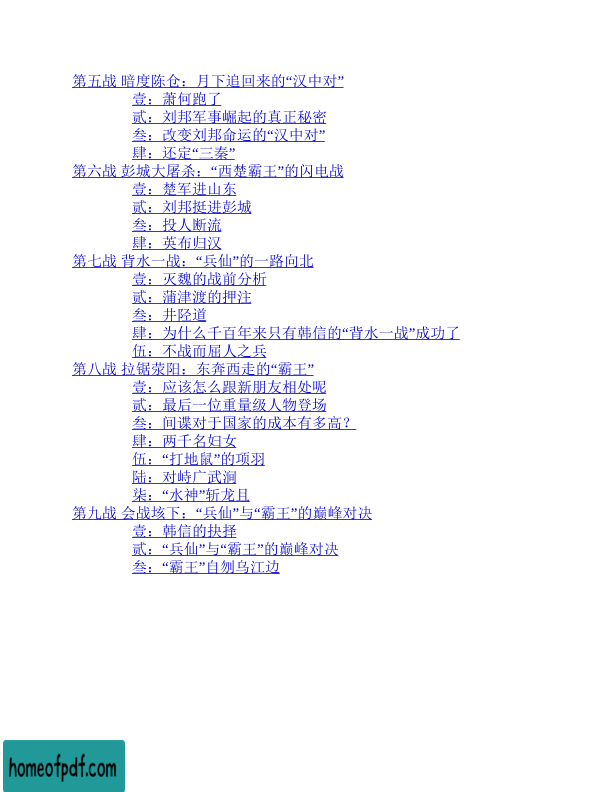 第五战 暗度陈仓：月下追回来的“汉中对”
壹：萧何跑了
贰：刘邦军事崛起的真正秘密
叁：改变刘邦命运的“汉中对”
肆：还定“三秦”
第六战 彭城大屠杀：“西楚霸王”的闪电战
壹：楚军进山东
贰：刘邦挺进彭城
叁：投人断流
肆：英布归汉
第七战 背水一战：“兵仙”的一路向北
壹：灭魏的战前分析
贰：蒲津渡的押注
叁：井陉道
肆：为什么千百年来只有韩信的“背水一战”成功了
伍：不战而屈人之兵
第八战 拉锯荥阳：东奔西走的“霸王”
壹：应该怎么跟新朋友相处呢
贰：最后一位重量级人物登场
叁：间谍对于国家的成本有多高？
肆：两千名妇女
伍：“打地鼠”的项羽
陆：对峙广武涧
柒：“水神”斩龙且
第九战 会战垓下：“兵仙”与“霸王”的巅峰对决
壹：韩信的抉择
贰：“兵仙”与“霸王”的巅峰对决
叁：“霸王”自刎乌江边
homeofpdf.com